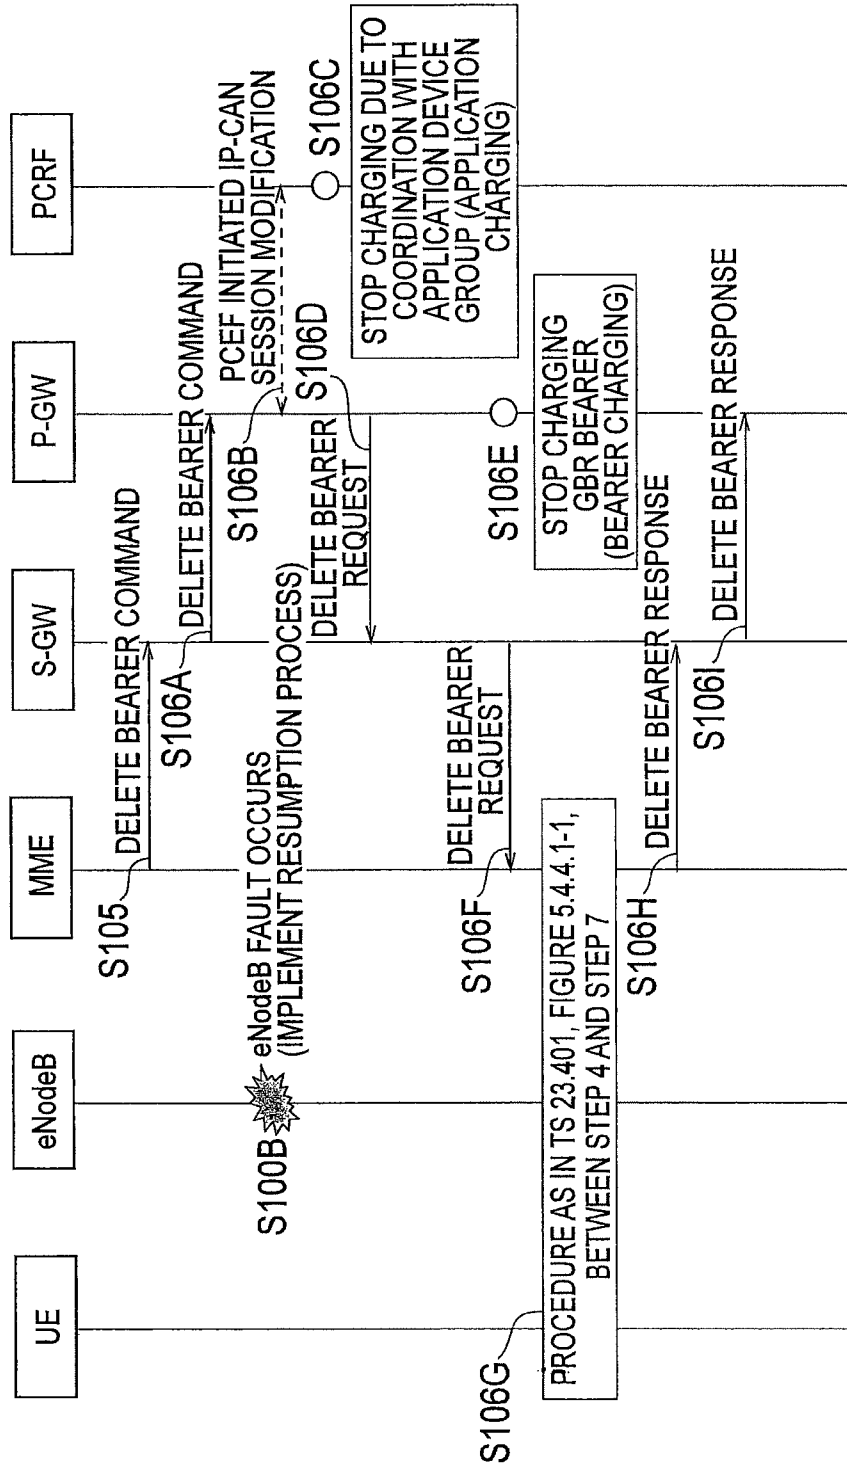 UE
eNodeB
MME
S-GW
P-GW
PCRF
S105
DELETE BEARER COMMAND
S106A
DELETE BEARER COMMAND
S100B
eNodeB FAULT OCCURS
(IMPLEMENT RESUMPTION PROCESS)
S106B
PCEF INITIATED IP-CAN
SESSION MODIFICATION
S106C
STOP CHARGING DUE TO
COORDINATION WITH
APPLICATION DEVICE
GROUP (APPLICATION
CHARGING)
S106D
DELETE BEARER
REQUEST
S106E
STOP CHARGING
GBR BEARER
(BEARER CHARGING)
S106F
DELETE BEARER
REQUEST
S106G
PROCEDURE AS IN TS 23.401, FIGURE 5.4.4.1-1,
BETWEEN STEP 4 AND STEP 7
S106H
DELETE BEARER RESPONSE
S106I
DELETE BEARER RESPONSE